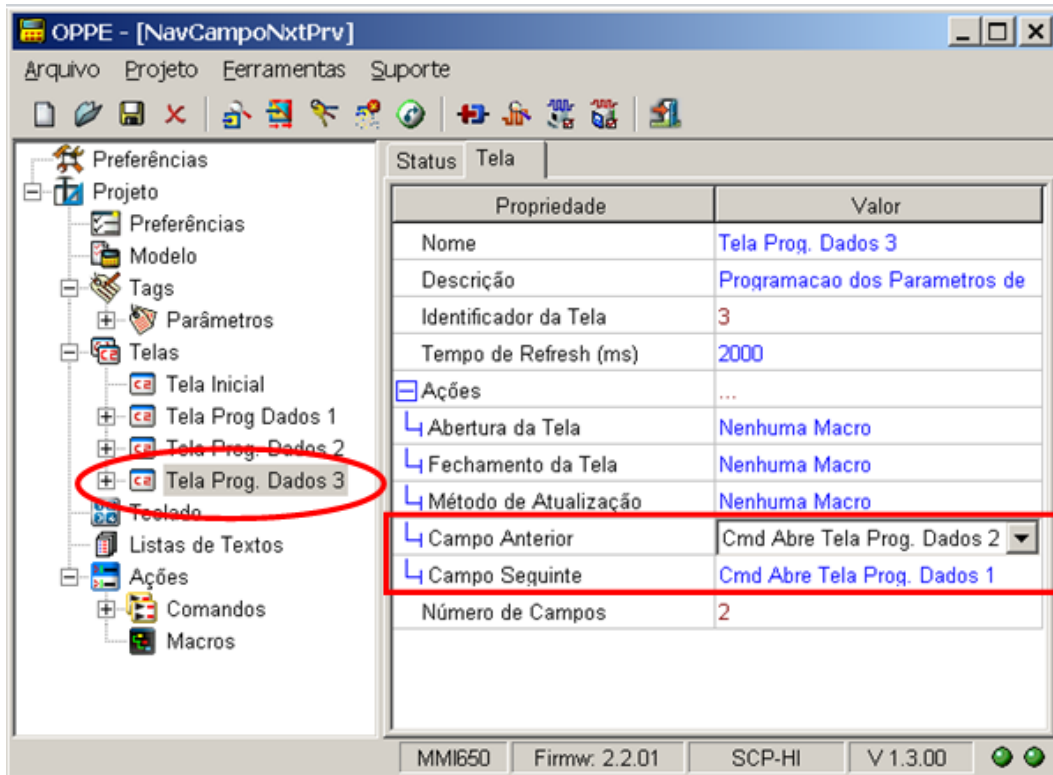 OPPE - [NavCampoNxtPrv]
Arquivo Projeto Ferramentas Suporte
Preferências
Projeto
Preferências
Modelo
Tags
Parâmetros
Telas
Tela Inicial
Tela Prog Dados 1
Tela Prog. Dados 2
Tela Prog. Dados 3
Teclado
Listas de Textos
Ações
Comandos
Macros
Status Tela
Propriedade Valor
Nome Tela Prog. Dados 3
Descrição Programacao dos Parametros de
Identificador da Tela 3
Tempo de Refresh (ms) 2000
Ações ...
Abertura da Tela Nenhuma Macro
Fechamento da Tela Nenhuma Macro
Método de Atualização Nenhuma Macro
Campo Anterior Cmd Abre Tela Prog. Dados 2
Campo Seguinte Cmd Abre Tela Prog. Dados 1
Número de Campos 2
MMI650 Firmw: 2.2.01 SCP-HI V 1.3.00